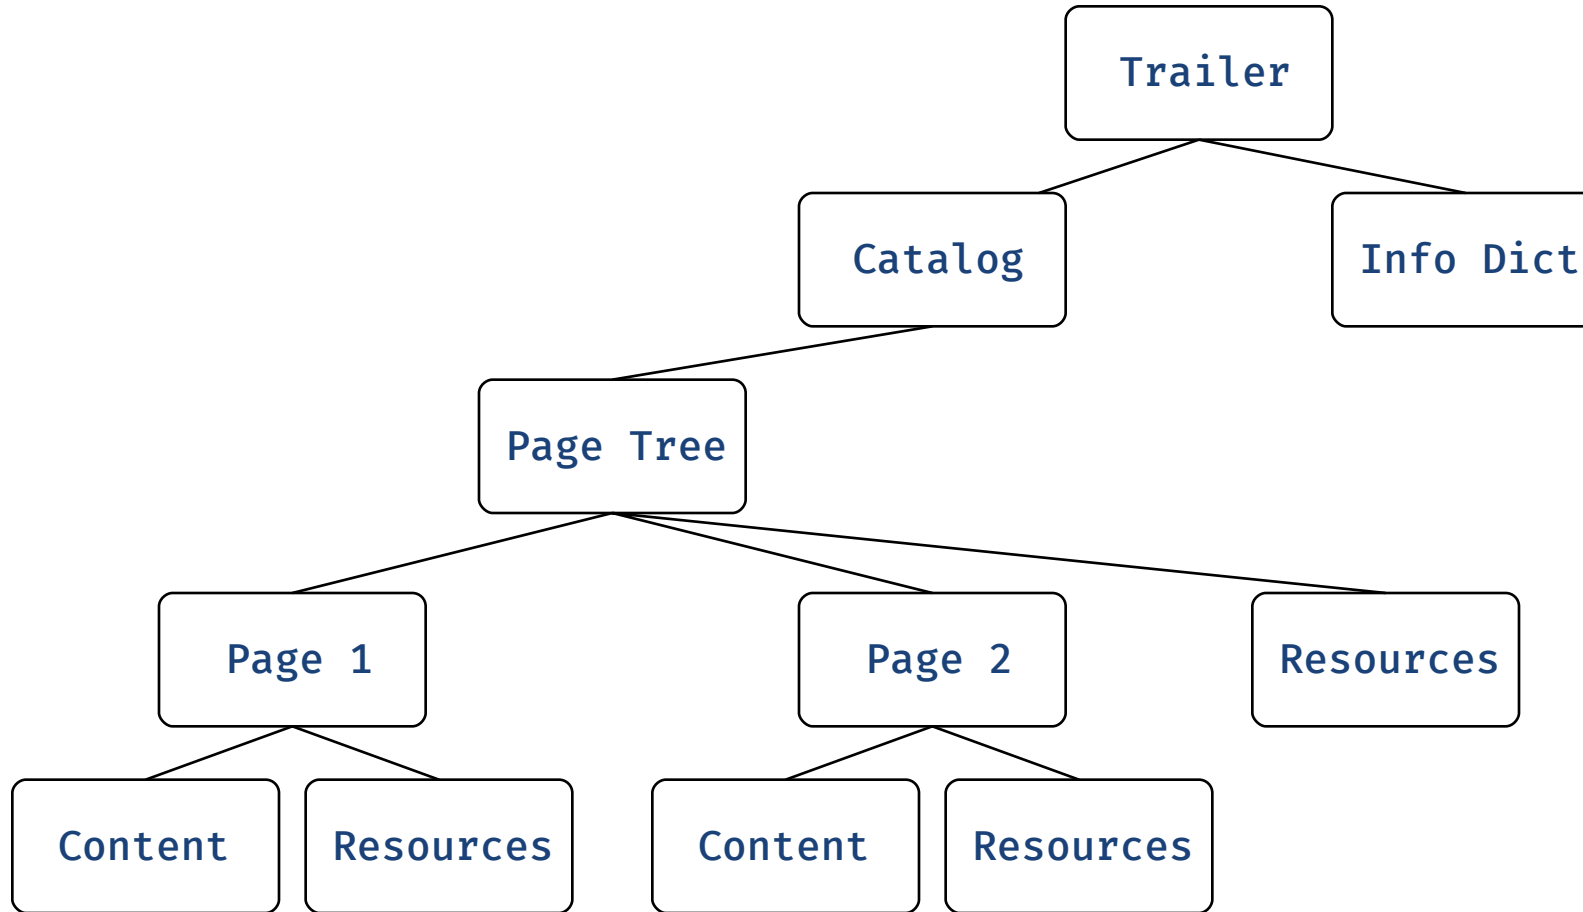 Trailer
Catalog
Info Dict
Page Tree
Page 1
Page 2
Resources
Content
Resources
Content
Resources